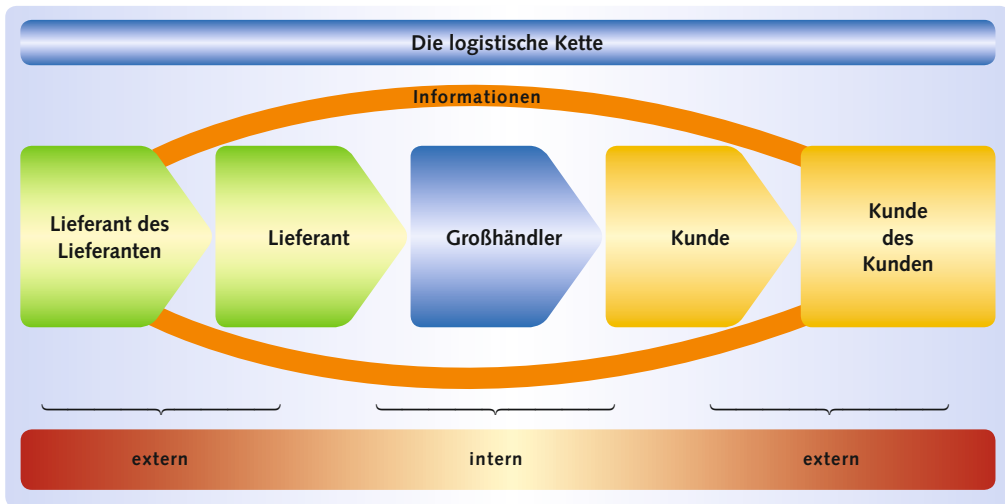 Die logistische Kette
Informationen
Lieferant des
Lieferanten
Lieferant
Großhändler
Kunde
Kunde
des
Kunden
extern
intern
extern